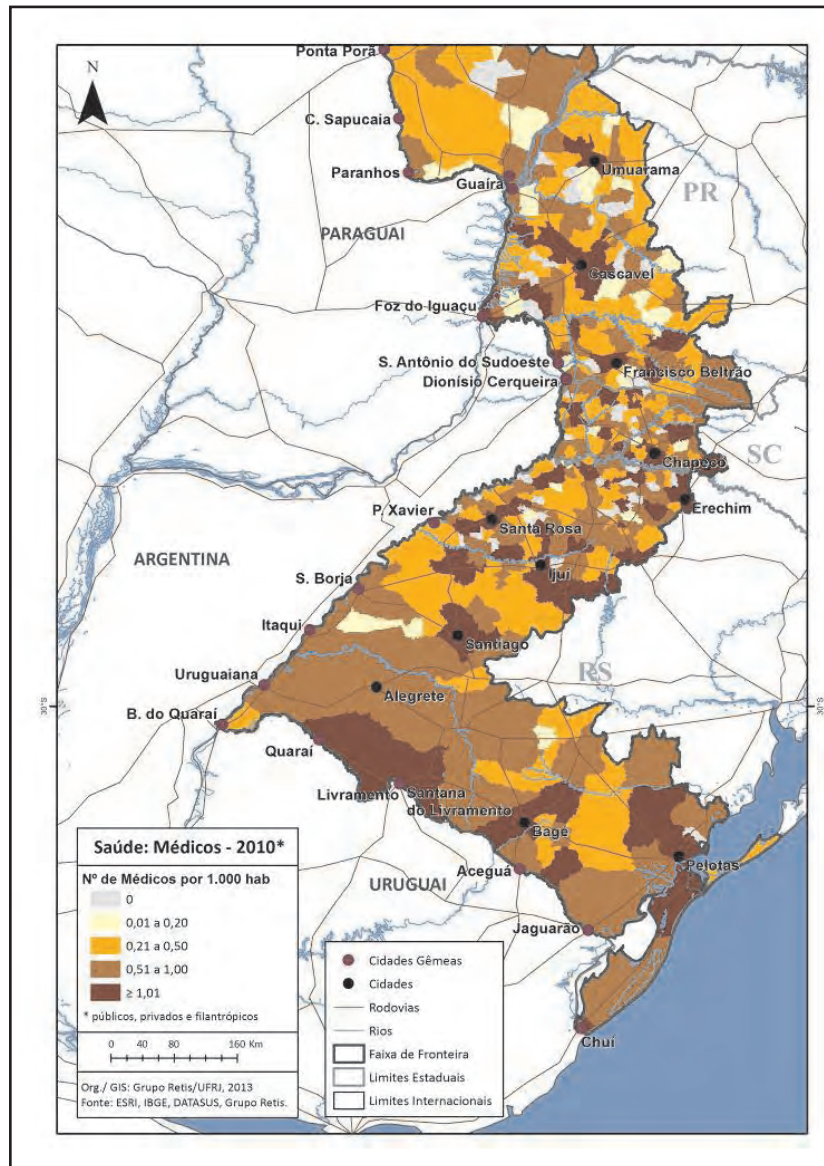 Ponta Porã
N
C. Sapucaia
Umuarama
Paranhos
Guaíra
PR
PARAGUAI
Cascavel
Foz do Iguaçu
S. Antônio do Sudoeste
Francisco Beltrão
Dionísio Cerqueira
Chapecó
SC
Erechim
P. Xavier
Santa Rosa
ARGENTINA
Ijuí
S. Borja
Itaqui
Santiago
RS
Uruguaiana
Alegrete
30°S
30°S
B. do Quaraí
Quaraí
Livramento
Santana
do Livramento
Bagé
Pelotas
Aceguá
URUGUAI
Jaguarão
Chuí
Saúde: Médicos - 2010*
Nº de Médicos por 1.000 hab
0
0,01 a 0,20
0,21 a 0,50
0,51 a 1,00
≥ 1,01
* públicos, privados e filantrópicos
0 40 80 160 Km
Org./ GIS: Grupo Retis/UFRJ, 2013
Fonte: ESRI, IBGE, DATASUS, Grupo Retis.
Cidades Gêmeas
Cidades
Rodovias
Rios
Faixa de Fronteira
Limites Estaduais
Limites Internacionais